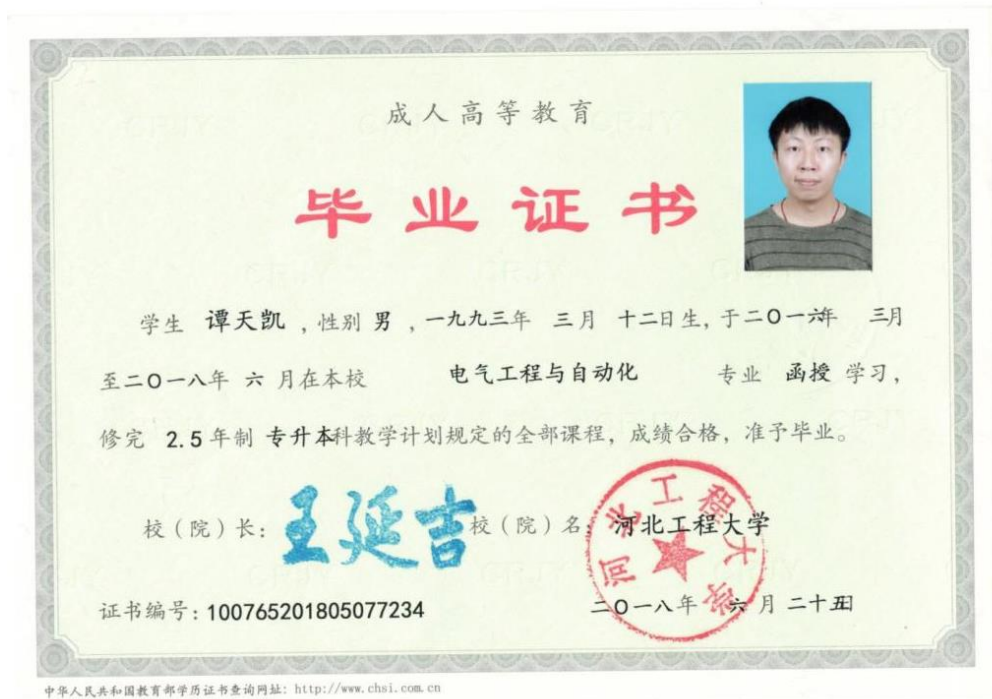 成人高等教育
毕业证书
学生 谭天凯 ，性别 男 ，一九九三年 三月 十二日生，于二〇一六年 三月
至二〇一八年 六 月在本校 电气工程与自动化 专业 函授 学习，
修完 2.5 年制 专升本科教学计划规定的全部课程，成绩合格，准予毕业。
校（院）长：王延吉 校（院）名：河北工程大学
河北工程大学
证书编号：100765201805077234 二〇一八年 六 月 二十五日
中华人民共和国教育部学历证书查询网址：http://www.chsi.com.cn